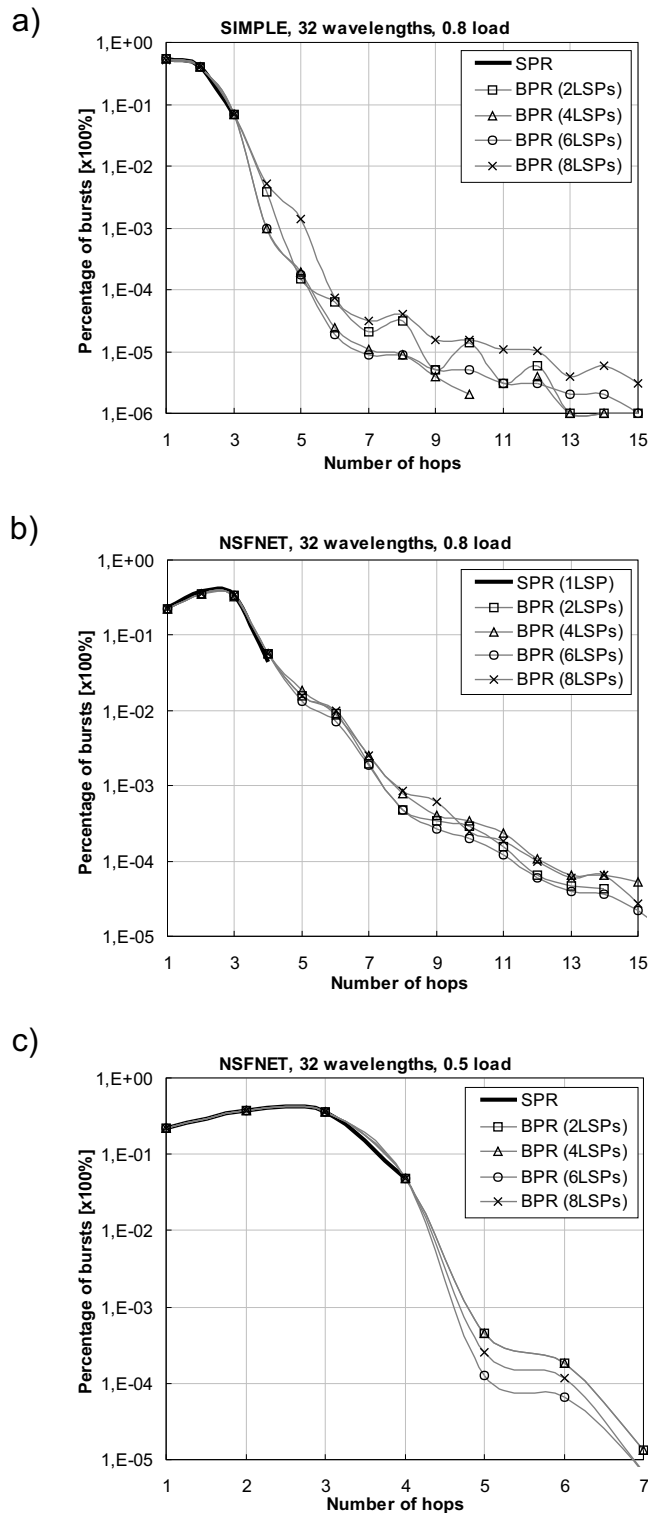 a)
SIMPLE, 32 wavelengths, 0.8 load
Percentage of bursts [x100%]
1,E+00
1,E-01
1,E-02
1,E-03
1,E-04
1,E-05
1,E-06
SPR
BPR (2LSPs)
BPR (4LSPs)
BPR (6LSPs)
BPR (8LSPs)
1 3 5 7 9 11 13 15
Number of hops
b)
NSFNET, 32 wavelengths, 0.8 load
Percentage of bursts [x100%]
1,E+00
1,E-01
1,E-02
1,E-03
1,E-04
1,E-05
SPR (1LSP)
BPR (2LSPs)
BPR (4LSPs)
BPR (6LSPs)
BPR (8LSPs)
1 3 5 7 9 11 13 15
Number of hops
c)
NSFNET, 32 wavelengths, 0.5 load
Percentage of bursts [x100%]
1,E+00
1,E-01
1,E-02
1,E-03
1,E-04
1,E-05
SPR
BPR (2LSPs)
BPR (4LSPs)
BPR (6LSPs)
BPR (8LSPs)
1 2 3 4 5 6 7
Number of hops